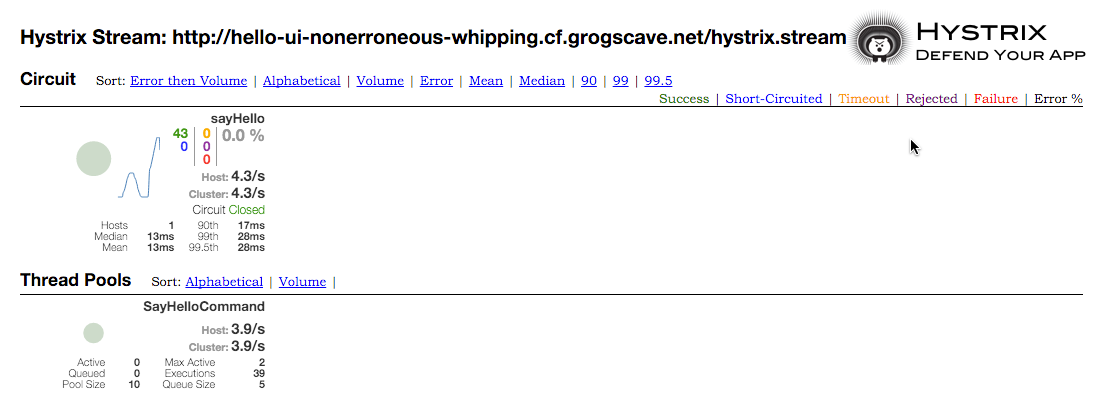 Hystrix Stream: http://hello-ui-nonerroneous-whipping.cf.grogscave.net/hystrix.stream
HYSTRIX
DEFEND YOUR APP
Circuit Sort: Error then Volume | Alphabetical | Volume | Error | Mean | Median | 90 | 99 | 99.5
Success | Short-Circuited | Timeout | Rejected | Failure | Error %
sayHello
43 0 0.0 %
0 0
0
Host: 4.3/s
Cluster: 4.3/s
Circuit Closed
Hosts 1 90th 17ms
Median 13ms 99th 28ms
Mean 13ms 99.5th 28ms
Thread Pools Sort: Alphabetical | Volume |
SayHelloCommand
Host: 3.9/s
Cluster: 3.9/s
Active 0 Max Active 2
Queued 0 Executions 39
Pool Size 10 Queue Size 5